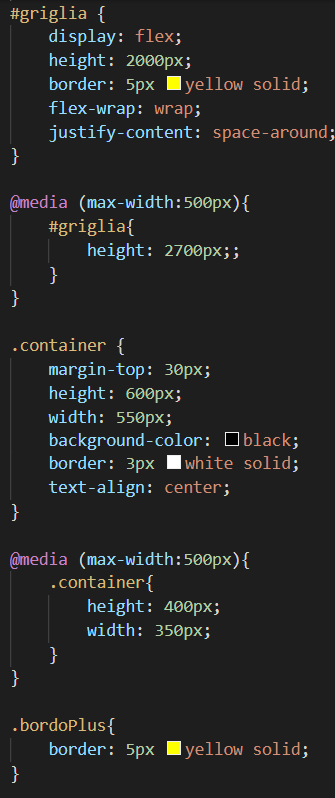 #griglia {
    display: flex;
    height: 2000px;
    border: 5px yellow solid;
    flex-wrap: wrap;
    justify-content: space-around;
}

@media (max-width:500px){
    #griglia{
        height: 2700px;;
    }
}

.container {
    margin-top: 30px;
    height: 600px;
    width: 550px;
    background-color: black;
    border: 3px white solid;
    text-align: center;
}

@media (max-width:500px){
    .container{
        height: 400px;
        width: 350px;
    }
}

.bordoPlus{
    border: 5px yellow solid;
}